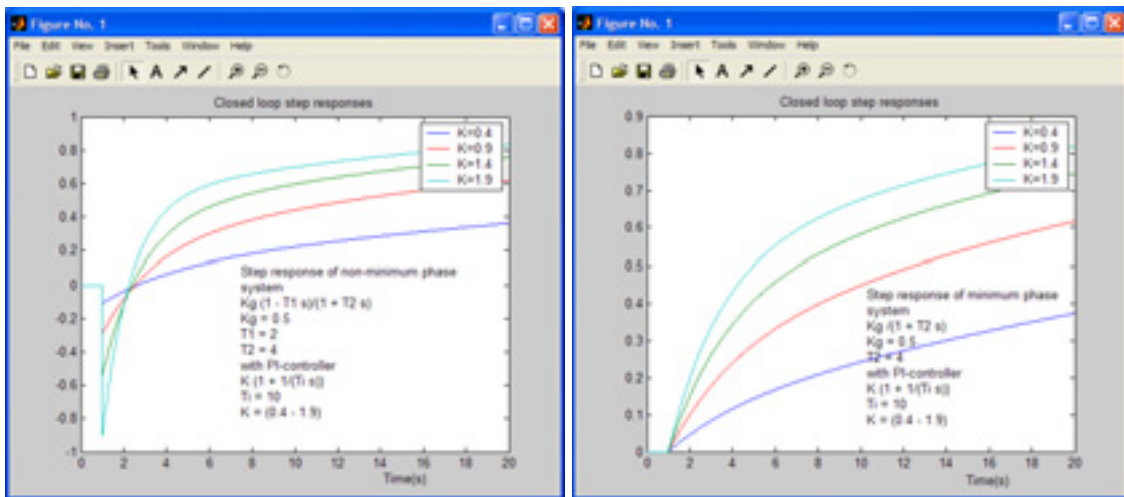 Figure No. 1
File Edit View Insert Tools Window Help
Closed loop step responses
1
0.8
0.6
0.4
0.2
0
-0.2
-0.4
-0.6
-0.8
-1
0 2 4 6 8 10 12 14 16 18 20
Time(s)
K=0.4
K=0.9
K=1.4
K=1.9
Step response of non-minimum phase
system
Kg (1 - T1 s)/(1 + T2 s)
Kg = 0.5
T1 = 2
T2 = 4
with PI-controller
K (1 + 1/(Ti s))
Ti = 10
K = (0.4 - 1.9)
Figure No. 1
File Edit View Insert Tools Window Help
Closed loop step responses
0.9
0.8
0.7
0.6
0.5
0.4
0.3
0.2
0.1
0
0 2 4 6 8 10 12 14 16 18 20
Time(s)
K=0.4
K=0.9
K=1.4
K=1.9
Step response of minimum phase
system
Kg /(1 + T2 s)
Kg = 0.5
T2 = 4
with PI-controller
K (1 + 1/(Ti s))
Ti = 10
K = (0.4 - 1.9)